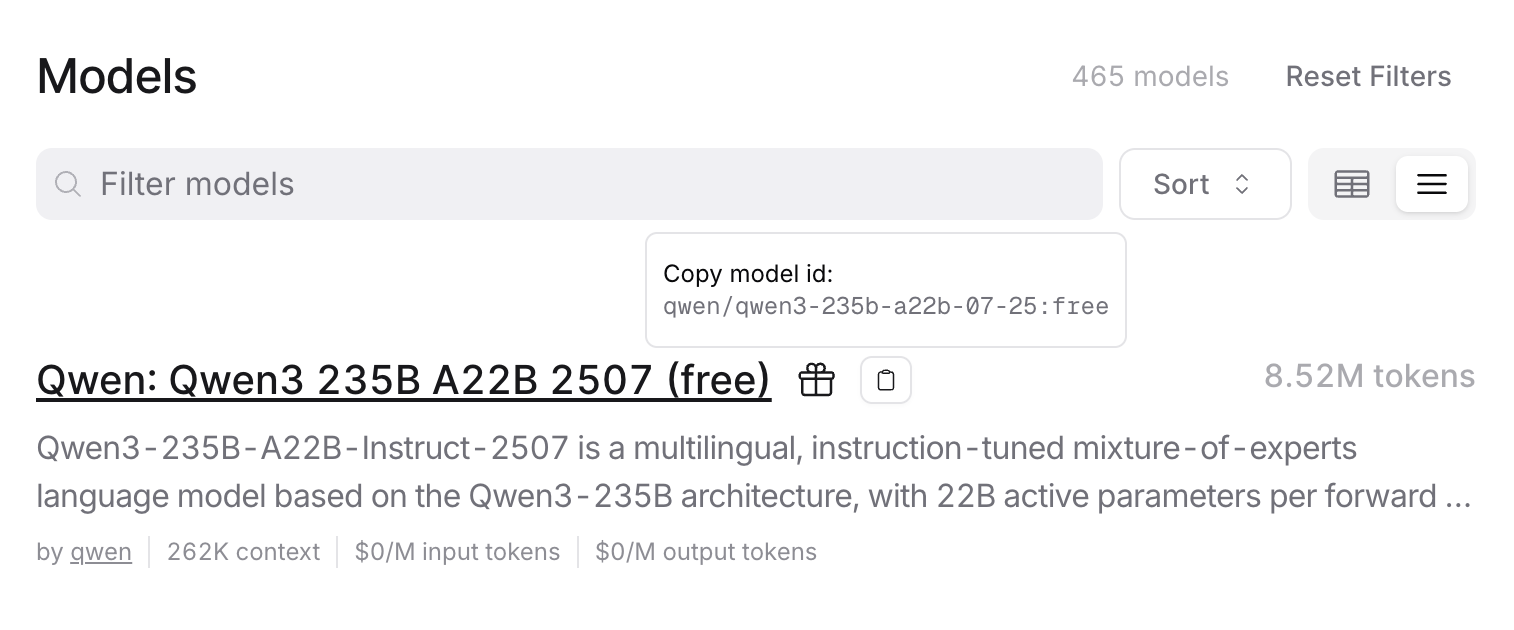 Models
465 models
Reset Filters
Filter models
Sort
Copy model id:
qwen/qwen3-235b-a22b-07-25:free
Qwen: Qwen3 235B A22B 2507 (free)
8.52M tokens
Qwen3-235B-A22B-Instruct-2507 is a multilingual, instruction-tuned mixture-of-experts
language model based on the Qwen3-235B architecture, with 22B active parameters per forward ...
by qwen
262K context
$0/M input tokens
$0/M output tokens